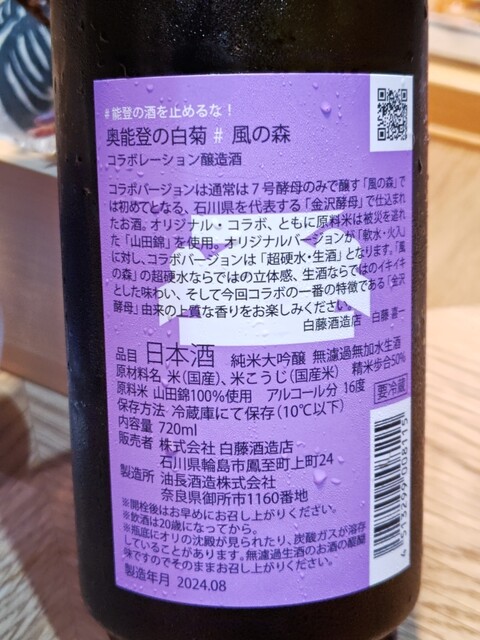 #能登の酒を止めるな！
奥能登の白菊#風の森
コラボレーション醸造酒
コラボバージョンは通常は７号酵母のみで醸す「風の森」で
は初めてとなる、石川県を代表する「金沢酵母」で仕込まれ
たお酒。オリジナル・コラボ、ともに原料米は被災を逃れ
た「山田錦」を使用。オリジナルバージョンが「軟水・火入」
に対し、コラボバージョンは「超硬水・生酒」となります。「風
の森」の超硬水ならではの立体感、生酒ならではのイキイキ
とした味わい、そして今回コラボの一番の特徴である「金沢
酵母」由来の上質な香りをお楽しみください。
白藤酒造店 白藤 喜一
品目 日本酒 純米大吟醸 無濾過無加水生酒
原材料名 米（国産）、米こうじ（国産米） 精米歩合50%
原料米 山田錦100%使用 アルコール分 16度
保存方法 冷蔵庫にて保存（10℃以下） 要冷蔵
内容量 720ml
販売者 株式会社 白藤酒造店
石川県輪島市鳳至町上町24
製造所 油長酒造株式会社
奈良県御所市1160番地
※開栓後はお早めにお召し上がりください。
※飲酒は20歳になってから。
※瓶底にオリの沈殿が見られたり、炭酸ガスが溶存
していることがあります。無濾過生酒のお酒の醍醐
味ですのでそのままお召し上がりください。
製造年月 2024.08
4 513299 008115